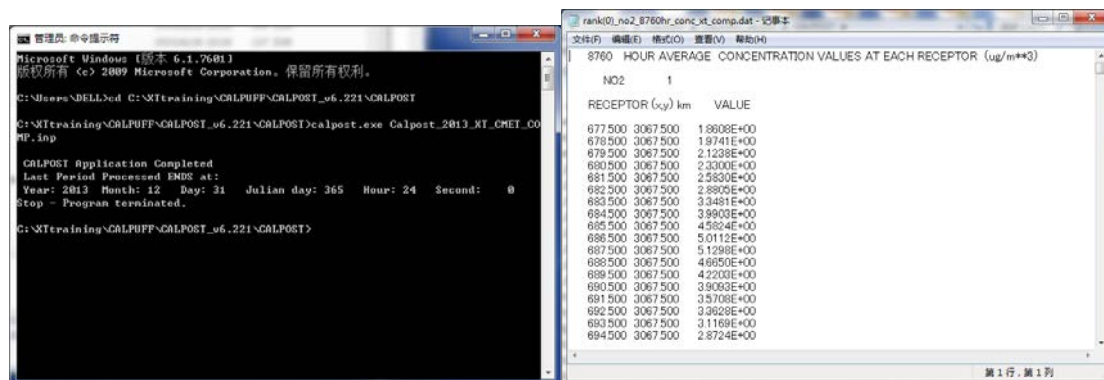 管理员: 命令提示符
Microsoft Windows [版本 6.1.7601]
版权所有 (c) 2009 Microsoft Corporation。保留所有权利。
C:\Users\DELL>cd C:\XTtraining\CALPUFF\CALPOST_v6.221\CALPOST
C:\XTtraining\CALPUFF\CALPOST_v6.221\CALPOST>calpost.exe Calpost_2013_XT_CMET_CO
MP.inp
CALPOST Application Completed
Last Period Processed ENDS at:
Year: 2013 Month: 12 Day: 31 Julian day: 365 Hour: 24 Second: 0
Stop - Program terminated.
C:\XTtraining\CALPUFF\CALPOST_v6.221\CALPOST>
rank(0)_no2_8760hr_conc_xt_comp.dat - 记事本
文件(F) 编辑(E) 格式(O) 查看(V) 帮助(H)
8760 HOUR AVERAGE CONCENTRATION VALUES AT EACH RECEPTOR (ug/m**3)
NO2 1
RECEPTOR (x,y) km VALUE
677.500 3067.500 1.8608E+00
678.500 3067.500 1.9741E+00
679.500 3067.500 2.1238E+00
680.500 3067.500 2.3300E+00
681.500 3067.500 2.5830E+00
682.500 3067.500 2.8805E+00
683.500 3067.500 3.3481E+00
684.500 3067.500 3.9903E+00
685.500 3067.500 4.5824E+00
686.500 3067.500 5.0112E+00
687.500 3067.500 5.1298E+00
688.500 3067.500 4.6650E+00
689.500 3067.500 4.2203E+00
690.500 3067.500 3.9093E+00
691.500 3067.500 3.5708E+00
692.500 3067.500 3.3628E+00
693.500 3067.500 3.1169E+00
694.500 3067.500 2.8724E+00
第 1 行, 第 1 列